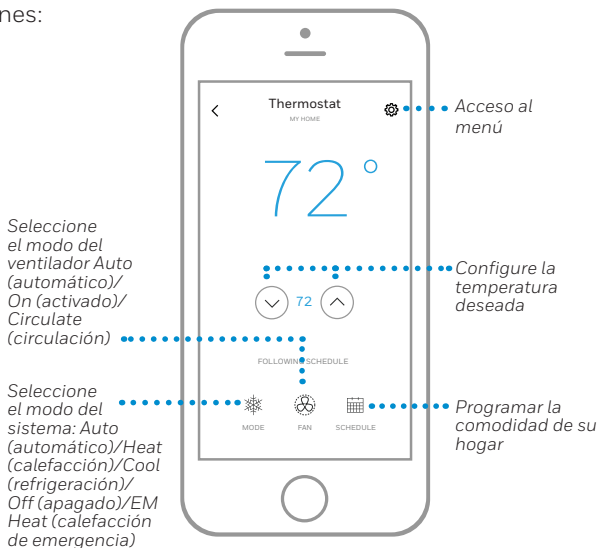 nes:
Thermostat
MY HOME
72°
72
FOLLOWING SCHEDULE
MODE
FAN
SCHEDULE
Acceso al
menú
Configure la
temperatura
deseada
Programar la
comodidad de su
hogar
Seleccione
el modo del
ventilador Auto
(automático)/
On (activado)/
Circulate
(circulación)
Seleccione
el modo del
sistema: Auto
(automático)/Heat
(calefacción)/Cool
(refrigeración)/
Off (apagado)/EM
Heat (calefacción
de emergencia)